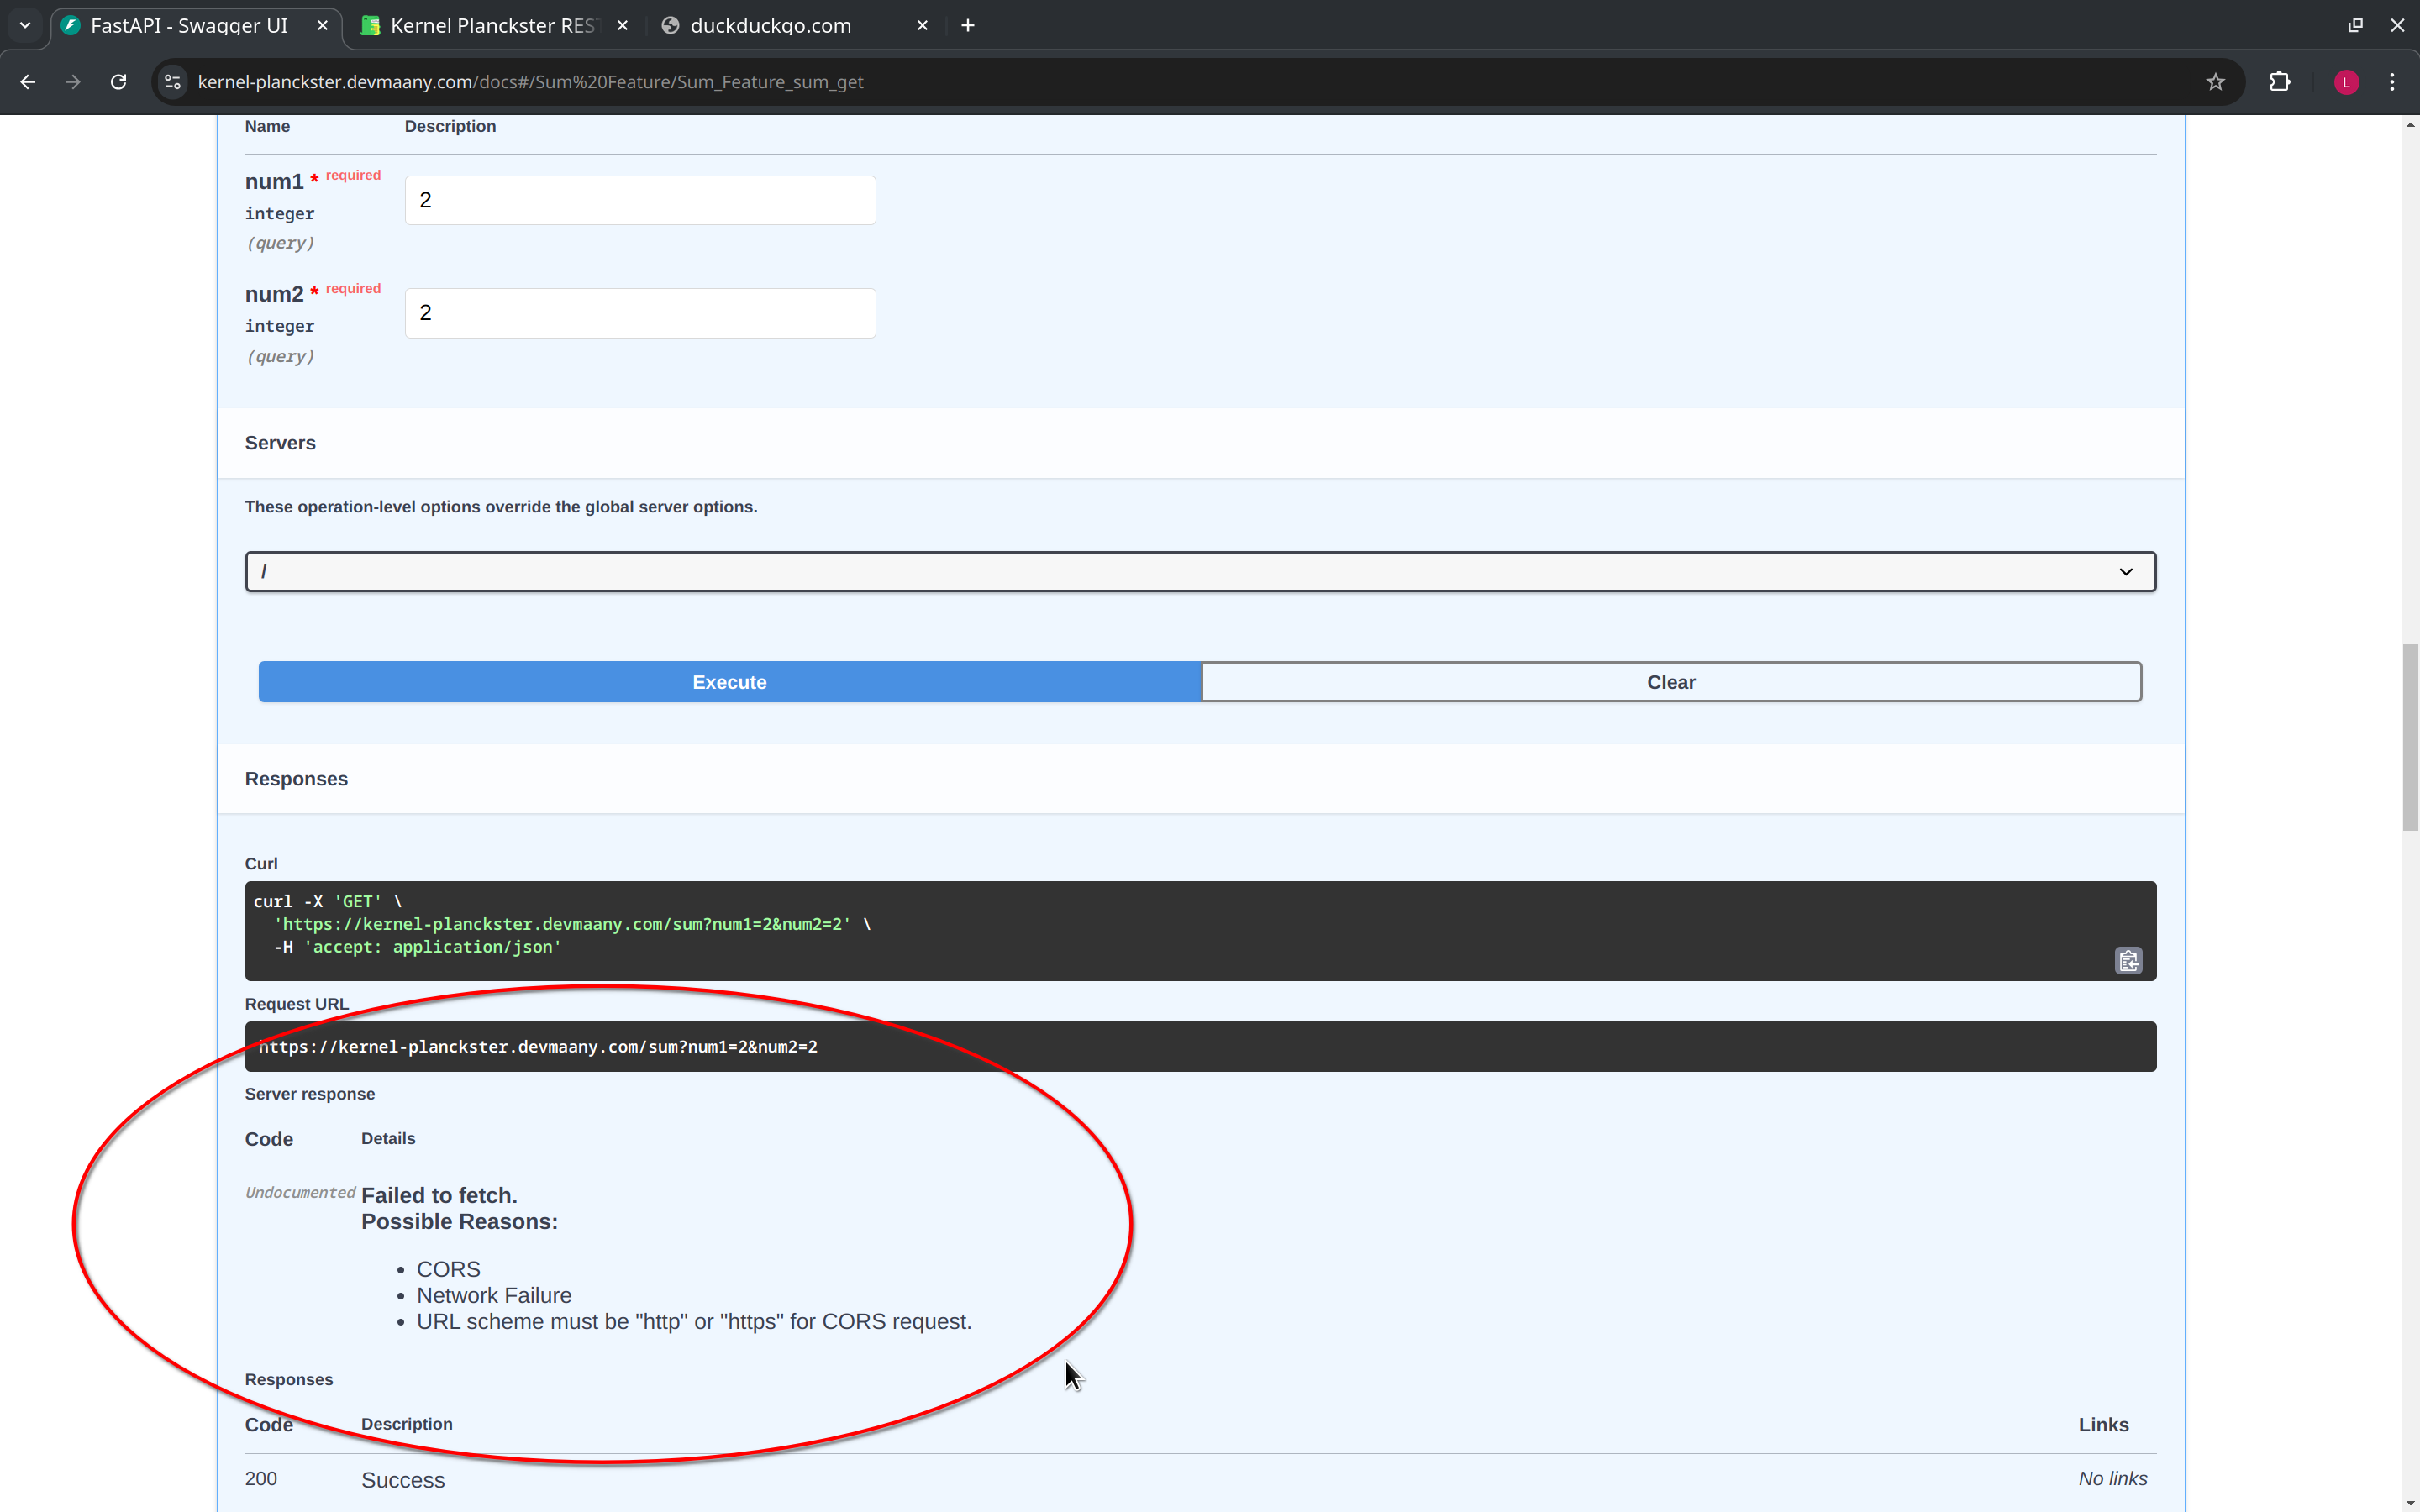 FastAPI - Swagger UI
Kernel Planckster RES
duckduckgo.com
kernel-planckster.devmaany.com/docs#/Sum%20Feature/Sum_Feature_sum_get
L
Name Description
num1 * required
integer
(query)
2
num2 * required
integer
(query)
2
Servers
These operation-level options override the global server options.
/
Execute
Clear
Responses
Curl
curl -X 'GET' \
'https://kernel-planckster.devmaany.com/sum?num1=2&num2=2' \
-H 'accept: application/json'
Request URL
https://kernel-planckster.devmaany.com/sum?num1=2&num2=2
Server response
Code Details
Undocumented Failed to fetch.
Possible Reasons:
• CORS
• Network Failure
• URL scheme must be "http" or "https" for CORS request.
Responses
Code Description Links
200 Success No links